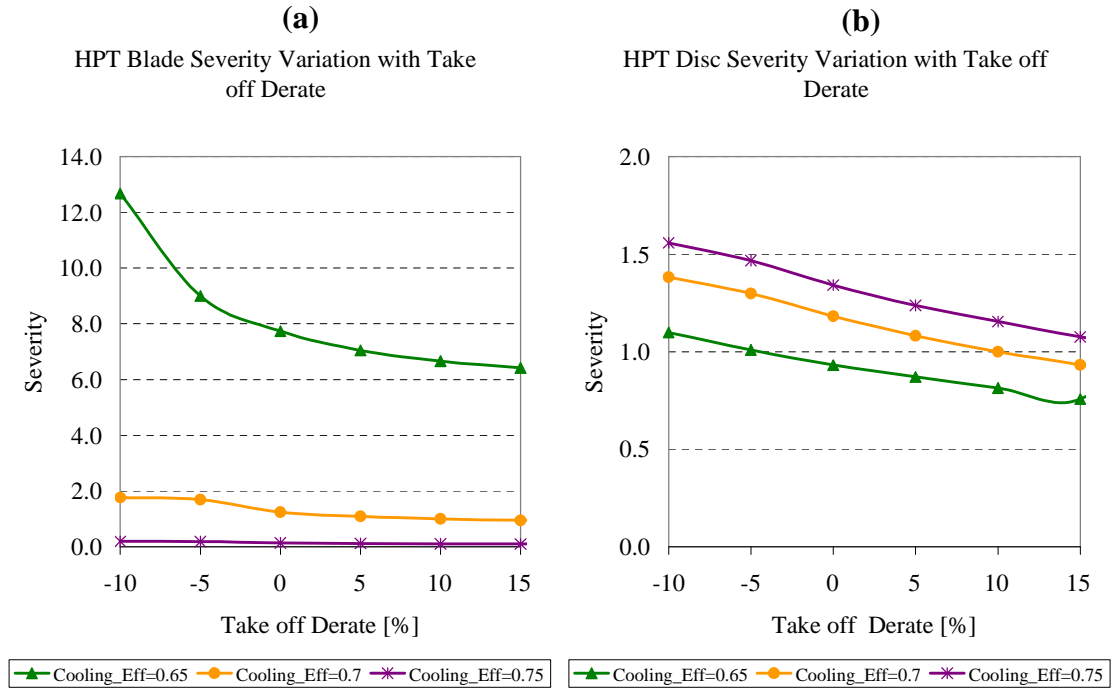 (a)
HPT Blade Severity Variation with Take
off Derate
14.0
12.0
10.0
8.0
6.0
4.0
2.0
0.0
Severity
-10 -5 0 5 10 15
Take off Derate [%]
Cooling_Eff=0.65 Cooling_Eff=0.7 Cooling_Eff=0.75
(b)
HPT Disc Severity Variation with Take off
Derate
2.0
1.5
1.0
0.5
0.0
Severity
-10 -5 0 5 10 15
Take off Derate [%]
Cooling_Eff=0.65 Cooling_Eff=0.7 Cooling_Eff=0.75